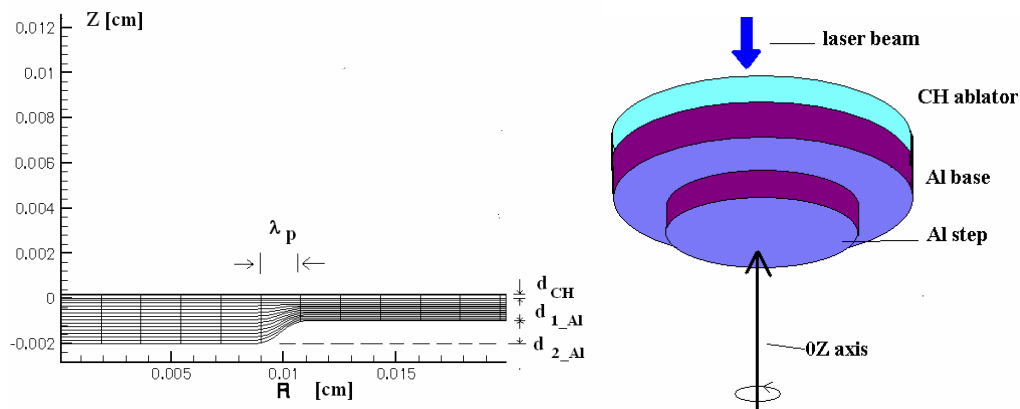 Z [cm]
0.012
0.01
0.008
0.006
0.004
0.002
0
-0.002
λ p
d CH
d 1_Al
d 2_Al
0.005
0.01
0.015
R [cm]
laser beam
CH ablator
Al base
Al step
0Z axis